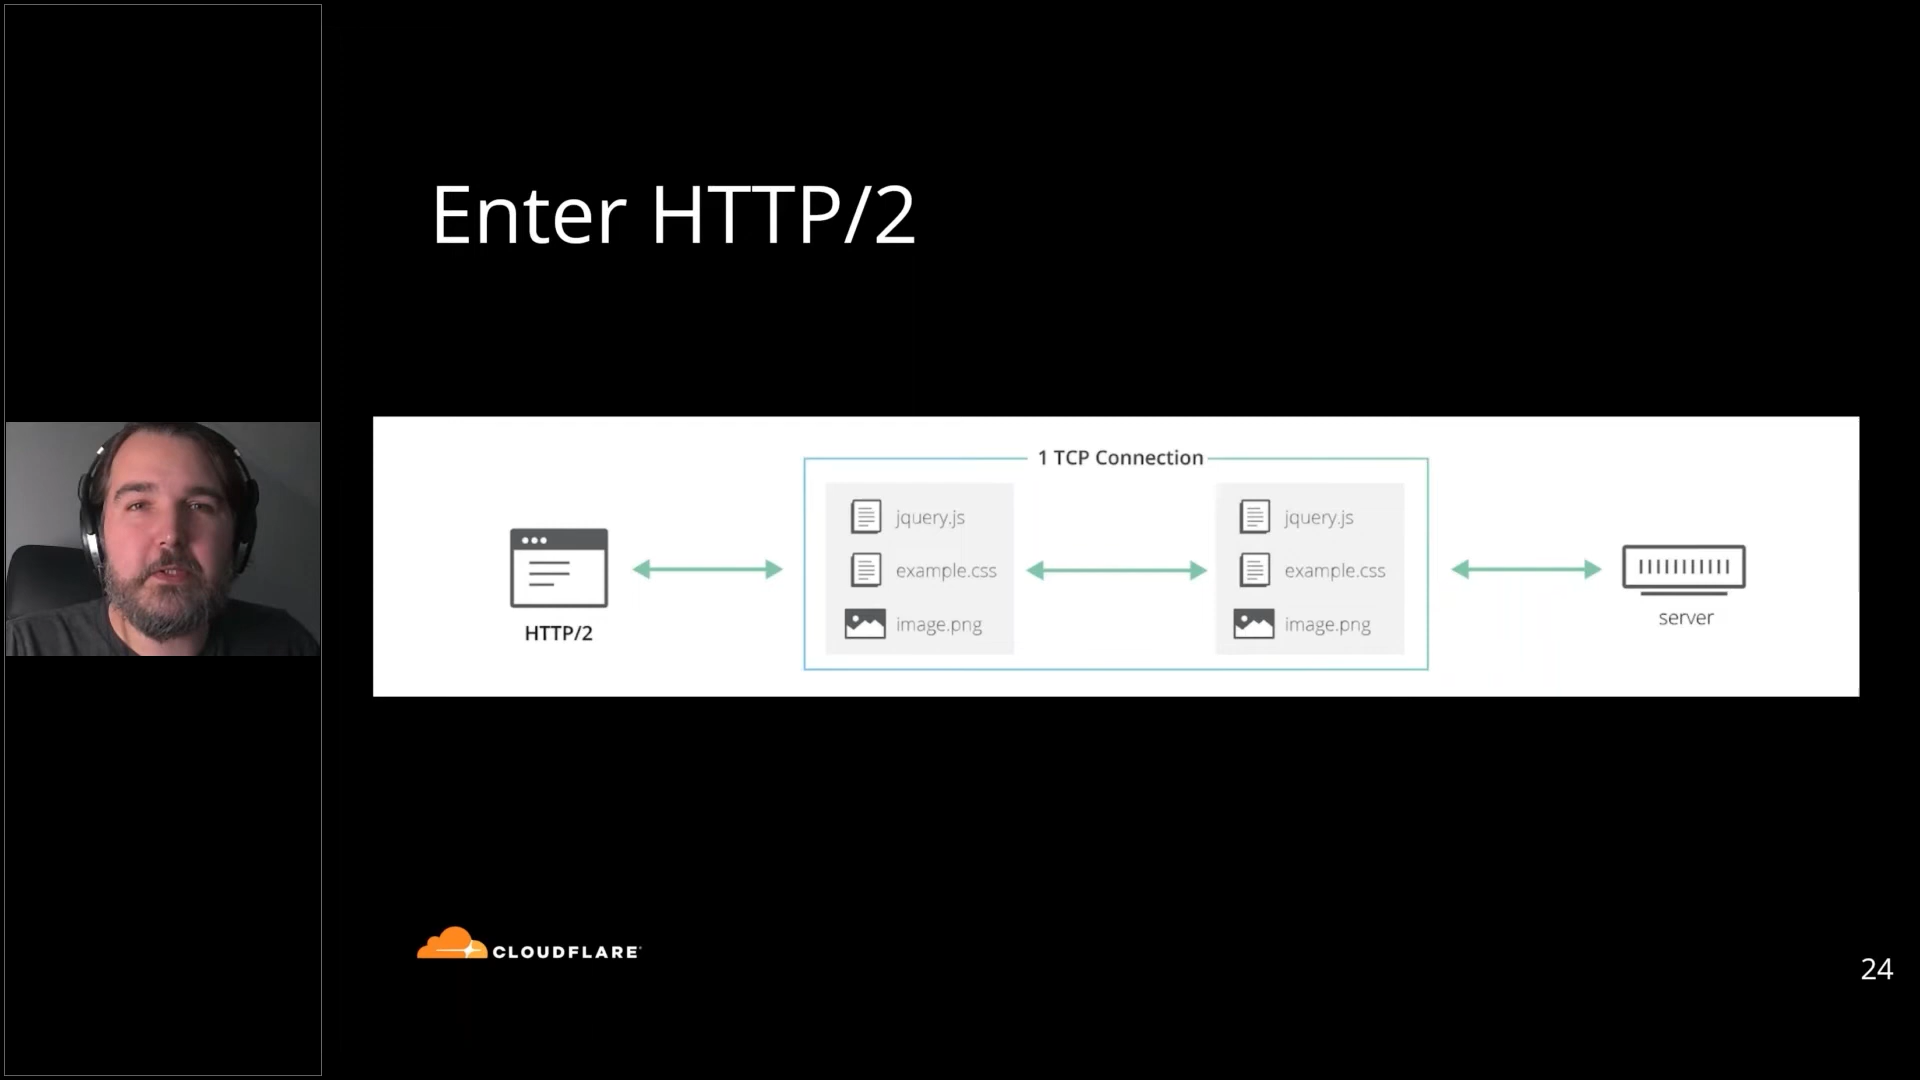 Enter HTTP/2
1 TCP Connection
jquery.js
example.css
image.png
jquery.js
example.css
image.png
HTTP/2
server
CLOUDFLARE
24